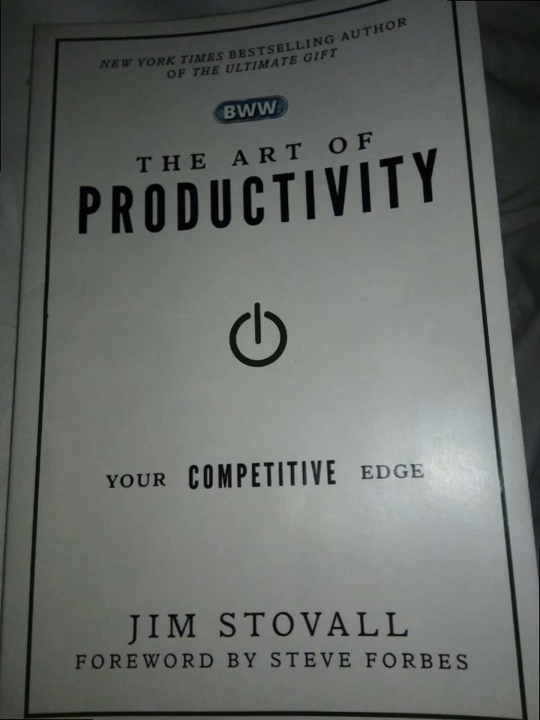 NEW YORK TIMES BESTSELLING AUTHOR
OF THE ULTIMATE GIFT
BWW
THE ART OF
PRODUCTIVITY
YOUR COMPETITIVE EDGE
JIM STOVALL
FOREWORD BY STEVE FORBES